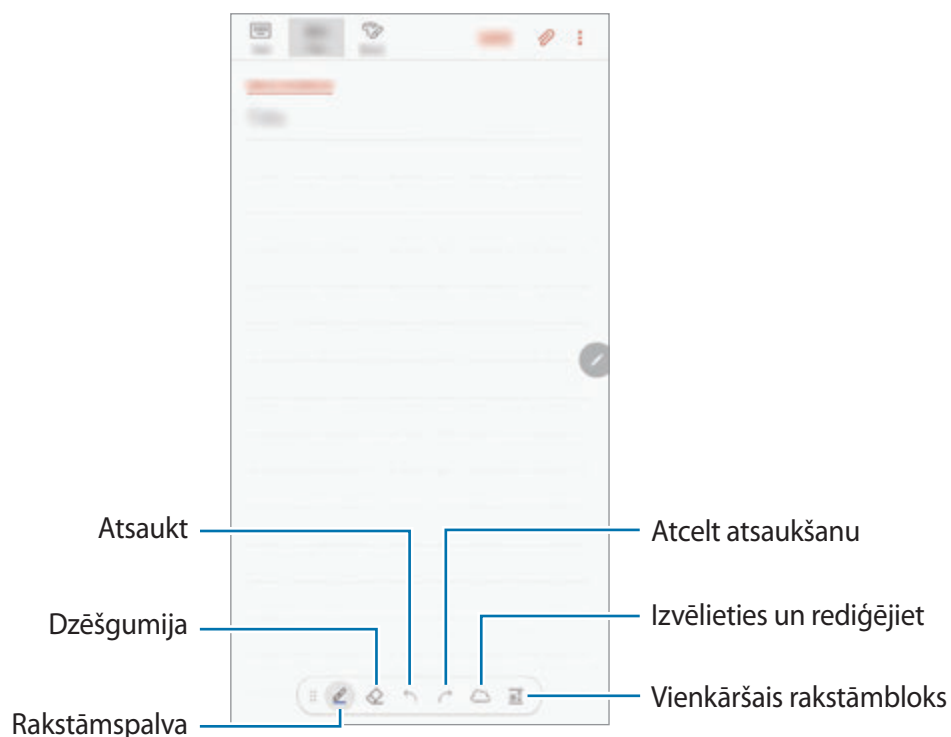 Atsaukt
Atcelt atsaukšanu
Dzēšgumija
Izvēlieties un rediģējiet
Vienkāršais rakstāmbloks
Rakstāmspalva